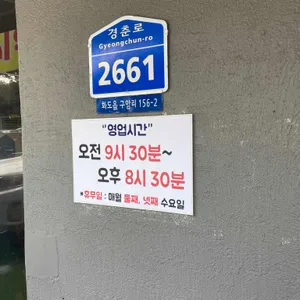 경춘로
Gyeongchun-ro
2661
화도읍 구암리 156-2
"영업시간"
오전 9시 30분~
오후 8시 30분
*휴무일 : 매월 둘째, 넷째 수요일